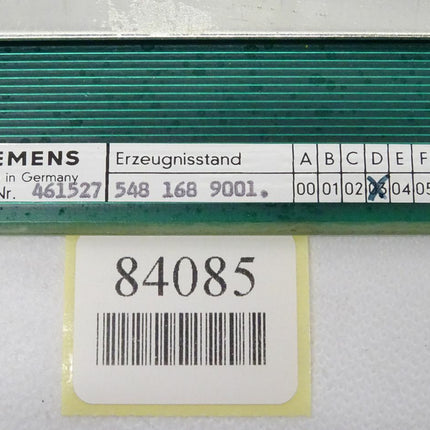 EMENS Erzeugnisstand A B C D E F
in Germany
Nr. 461527 548 168 9001. 00 01 02 03 04 05
84085